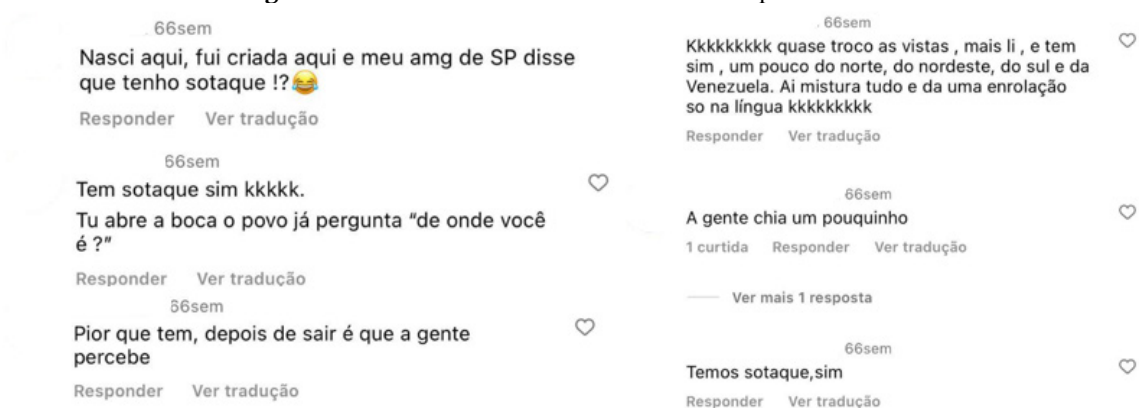 66sem
Nasci aqui, fui criada aqui e meu amg de SP disse
que tenho sotaque !?😂
Responder Ver tradução
66sem
Tem sotaque sim kkkkk.
Tu abre a boca o povo já pergunta “de onde você
é ?”
Responder Ver tradução
66sem
Pior que tem, depois de sair é que a gente
percebe
Responder Ver tradução
66sem
Kkkkkkkkk quase troco as vistas , mais li , e tem
sim , um pouco do norte, do nordeste, do sul e da
Venezuela. Ai mistura tudo e da uma enrolação
so na língua kkkkkkkkk
Responder Ver tradução
66sem
A gente chia um pouquinho
1 curtida Responder Ver tradução
Ver mais 1 resposta
66sem
Temos sotaque,sim
Responder Ver tradução